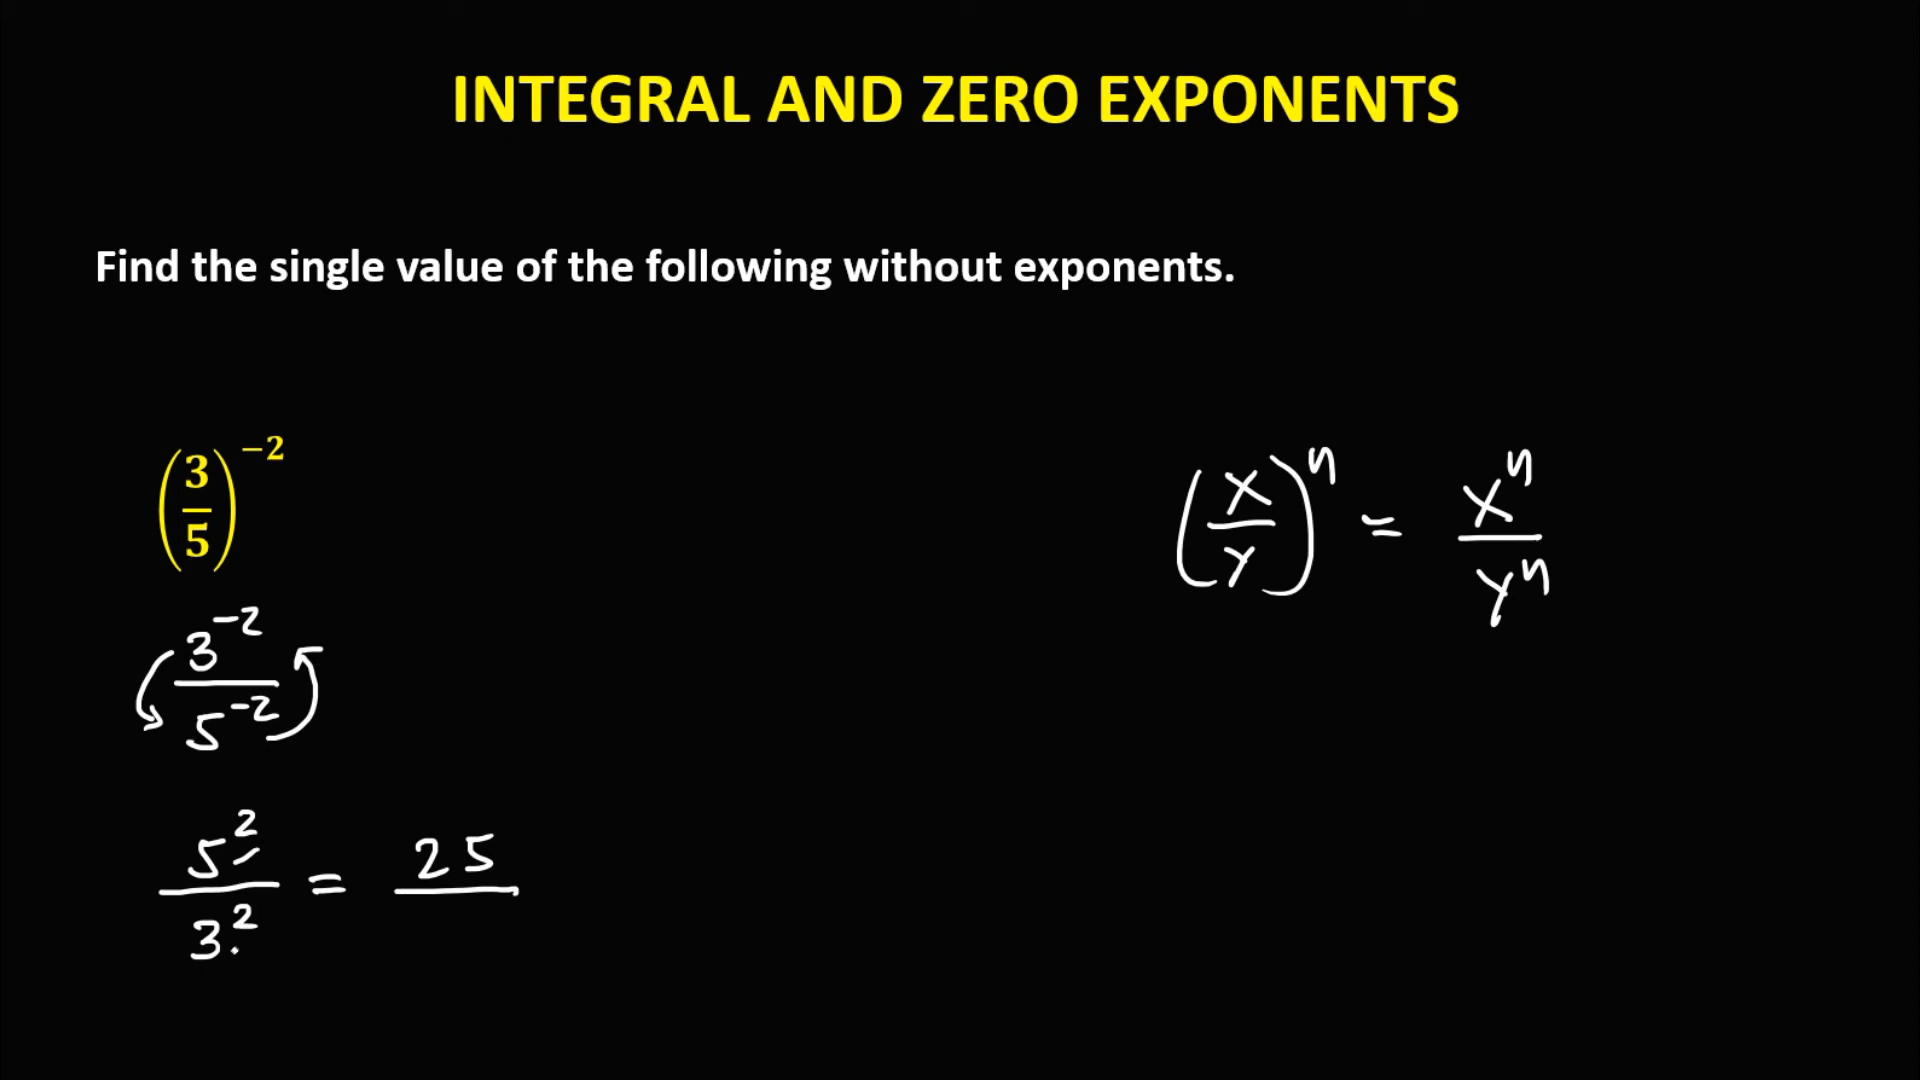 INTEGRAL AND ZERO EXPONENTS
Find the single value of the following without exponents.
(3/5)^−2
(x/y)^n = x^n/y^n
3^-2/5^-2
5^2/3^2 = 25/